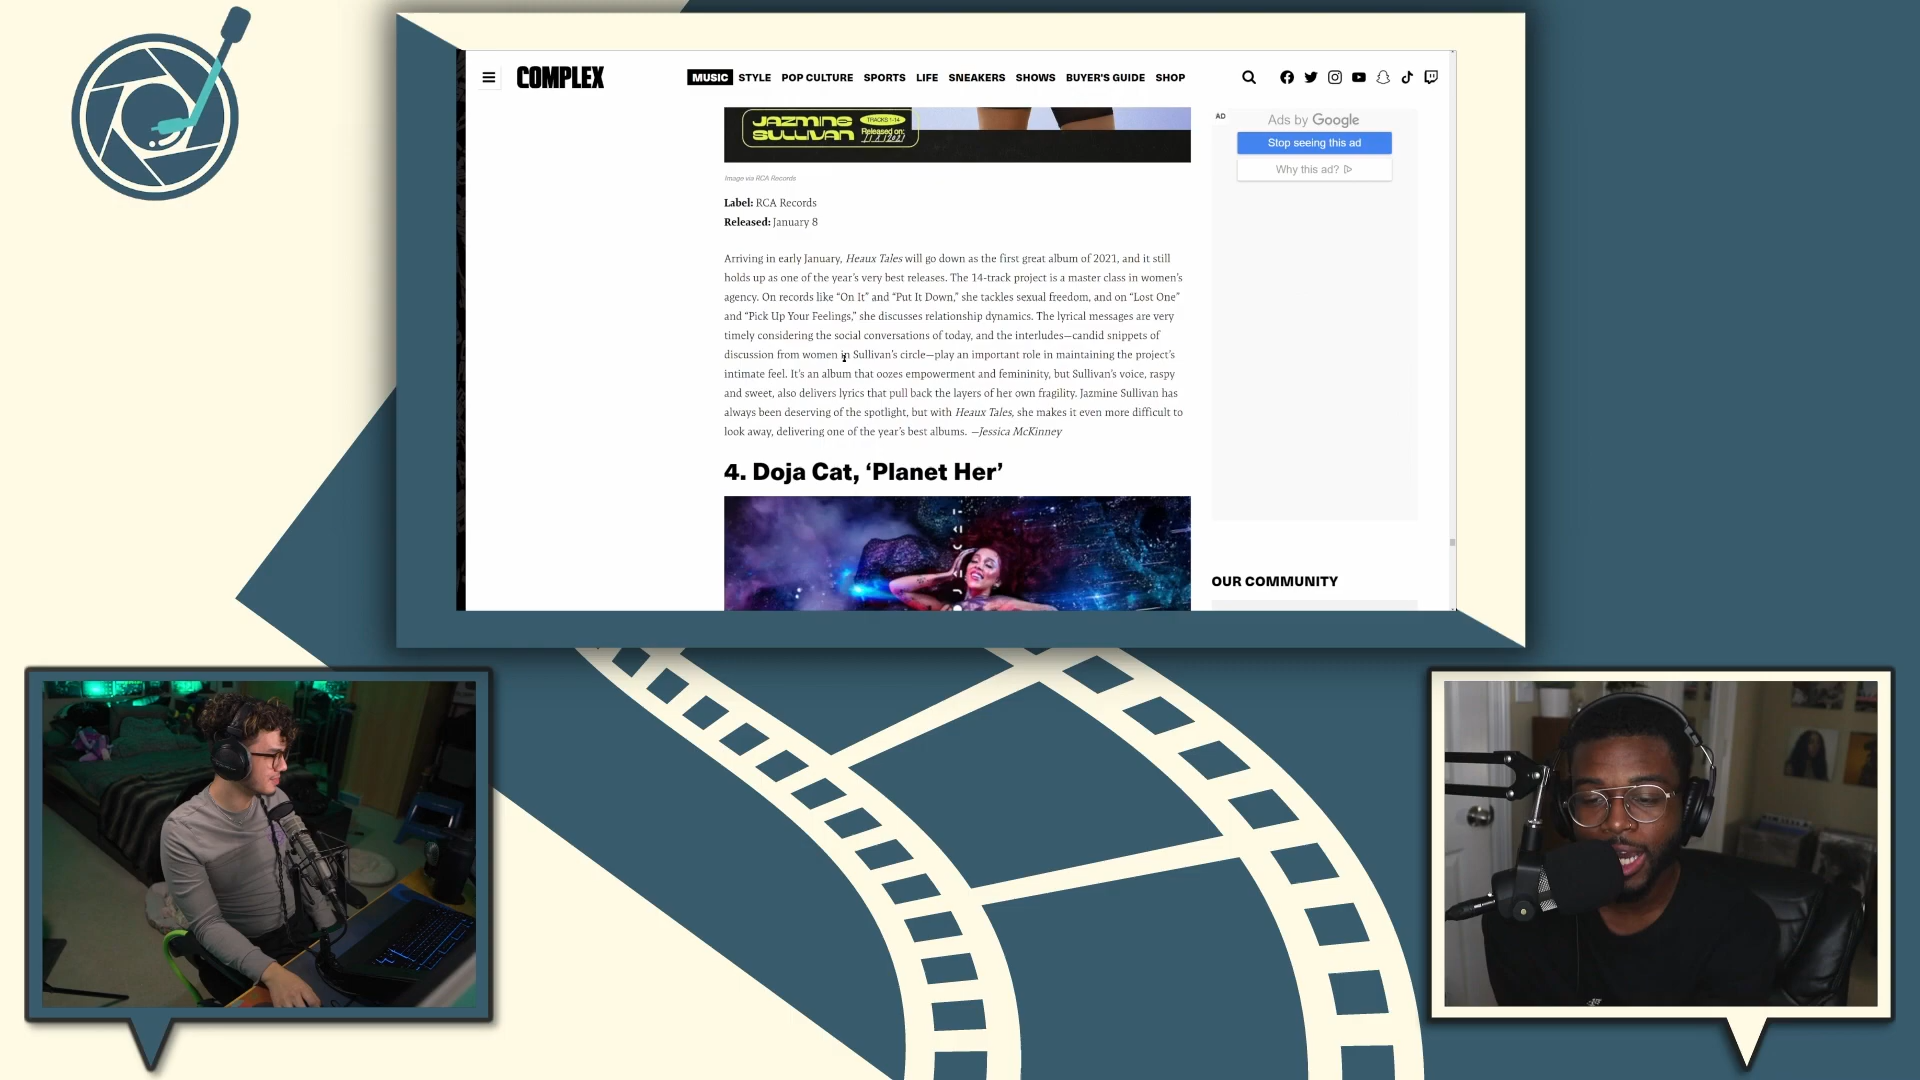 COMPLEX
MUSIC STYLE POP CULTURE SPORTS LIFE SNEAKERS SHOWS BUYER'S GUIDE SHOP
JAZMINE
SULLIVAN
TRACKS 1-14
Released on:
AD
Ads by Google
Stop seeing this ad
Why this ad?
Image via RCA Records
Label: RCA Records
Released: January 8
Arriving in early January, Heaux Tales will go down as the first great album of 2021, and it still
holds up as one of the year's very best releases. The 14-track project is a master class in women's
agency. On records like “On It” and “Put It Down,” she tackles sexual freedom, and on “Lost One”
and “Pick Up Your Feelings,” she discusses relationship dynamics. The lyrical messages are very
timely considering the social conversations of today, and the interludes—candid snippets of
discussion from women in Sullivan's circle—play an important role in maintaining the project's
intimate feel. It's an album that oozes empowerment and femininity, but Sullivan's voice, raspy
and sweet, also delivers lyrics that pull back the layers of her own fragility. Jazmine Sullivan has
always been deserving of the spotlight, but with Heaux Tales, she makes it even more difficult to
look away, delivering one of the year's best albums. —Jessica McKinney
4. Doja Cat, ‘Planet Her’
OUR COMMUNITY